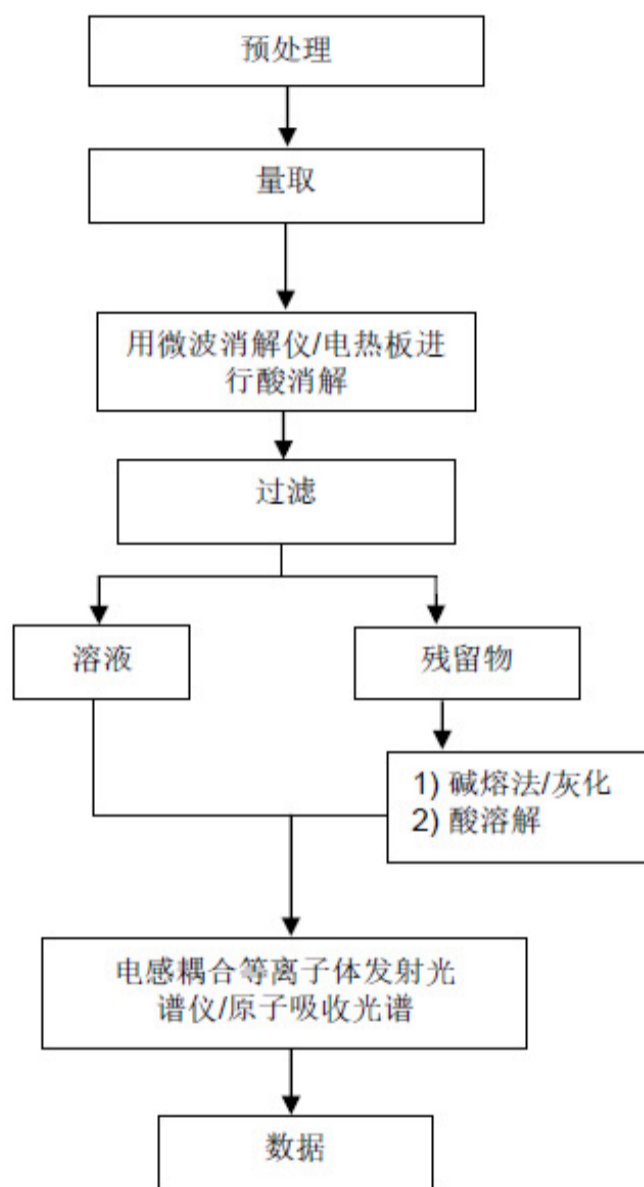 预处理
量取
用微波消解仪/电热板进
行酸消解
过滤
溶液
残留物
1) 碱熔法/灰化
2) 酸溶解
电感耦合等离子体发射光
谱仪/原子吸收光谱
数据